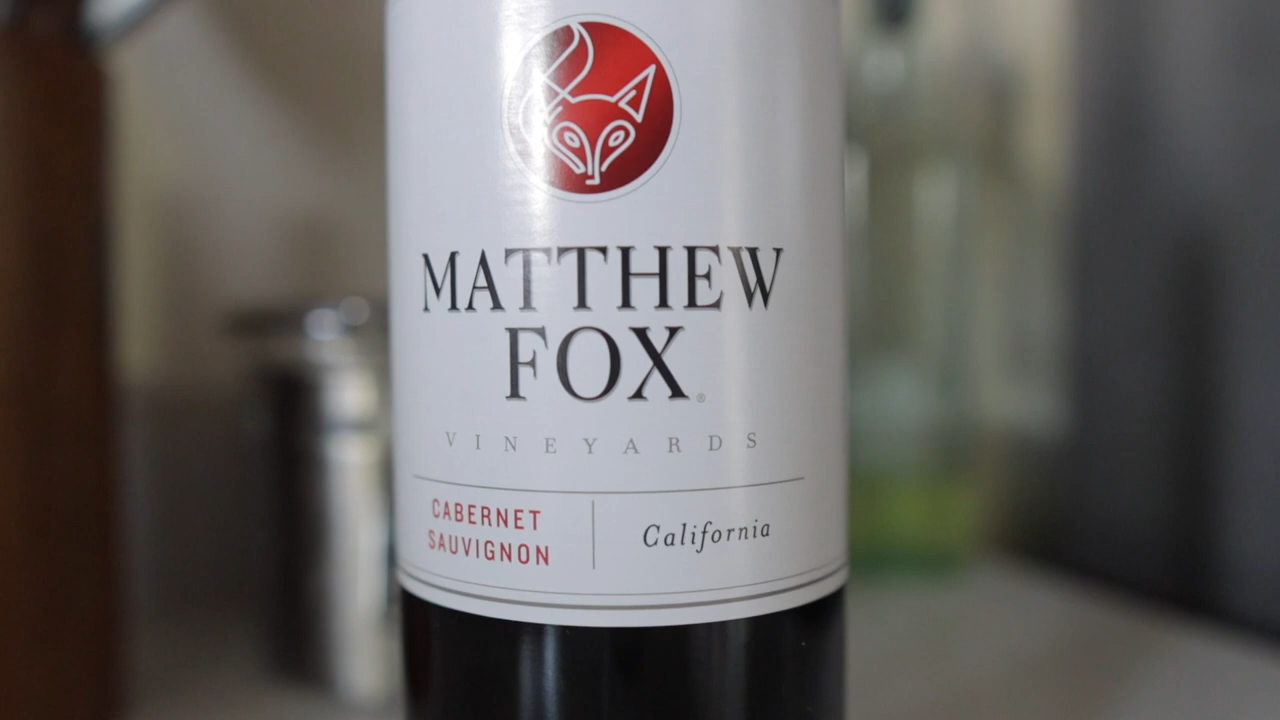 MATTHEW
FOX®
VINEYARDS
CABERNET
SAUVIGNON
California